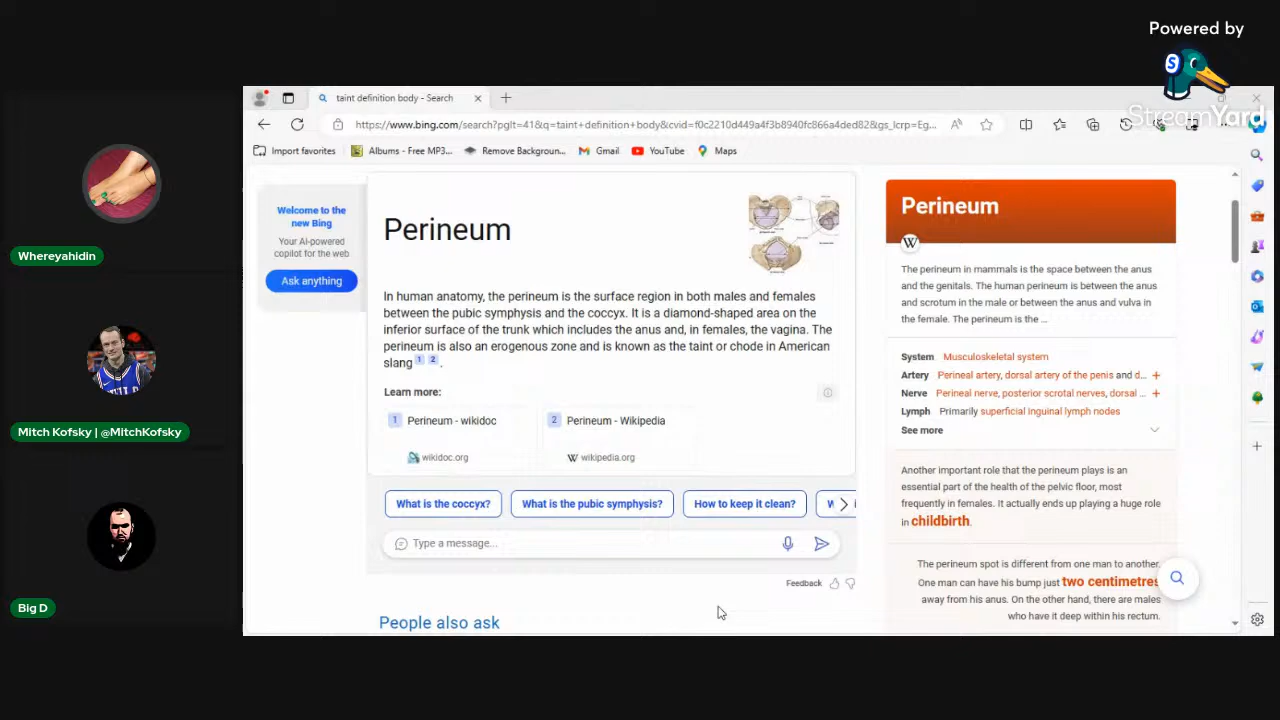 Powered by
StreamYard
Whereyahidin
Mitch Kofsky | @MitchKofsky
Big D
taint definition body - Search
https://www.bing.com/search?pglt=41&q=taint+definition+body&cvid=f0c2210d449a4f3b8940fc866a4ded82&gs_lcrp=Eg...
Import favorites
Albums - Free MP3...
Remove Backgroun...
Gmail
YouTube
Maps
Welcome to the
new Bing
Your AI-powered
copilot for the web
Ask anything
Perineum
In human anatomy, the perineum is the surface region in both males and females
between the pubic symphysis and the coccyx. It is a diamond-shaped area on the
inferior surface of the trunk which includes the anus and, in females, the vagina. The
perineum is also an erogenous zone and is known as the taint or chode in American
slang 1 2 .
Learn more:
1 Perineum - wikidoc
wikidoc.org
2 Perineum - Wikipedia
W wikipedia.org
What is the coccyx?
What is the pubic symphysis?
How to keep it clean?
Type a message...
Feedback
People also ask
Perineum
W
The perineum in mammals is the space between the anus
and the genitals. The human perineum is between the anus
and scrotum in the male or between the anus and vulva in
the female. The perineum is the ...
System Musculoskeletal system
Artery Perineal artery, dorsal artery of the penis and d... +
Nerve Perineal nerve, posterior scrotal nerves, dorsal ... +
Lymph Primarily superficial inguinal lymph nodes
See more
Another important role that the perineum plays is an
essential part of the health of the pelvic floor, most
frequently in females. It actually ends up playing a huge role
in childbirth.
The perineum spot is different from one man to another.
One man can have his bump just two centimetres
away from his anus. On the other hand, there are males
who have it deep within his rectum.